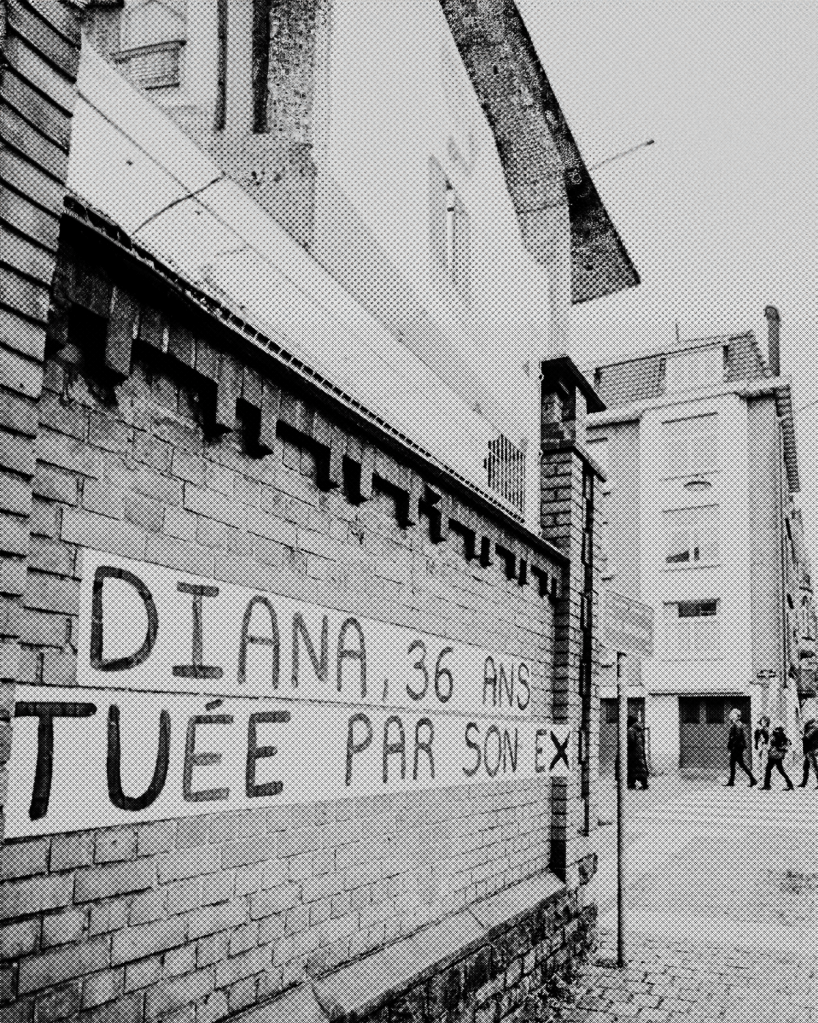 DIANA, 36 ANS
TUÉE PAR SON EX